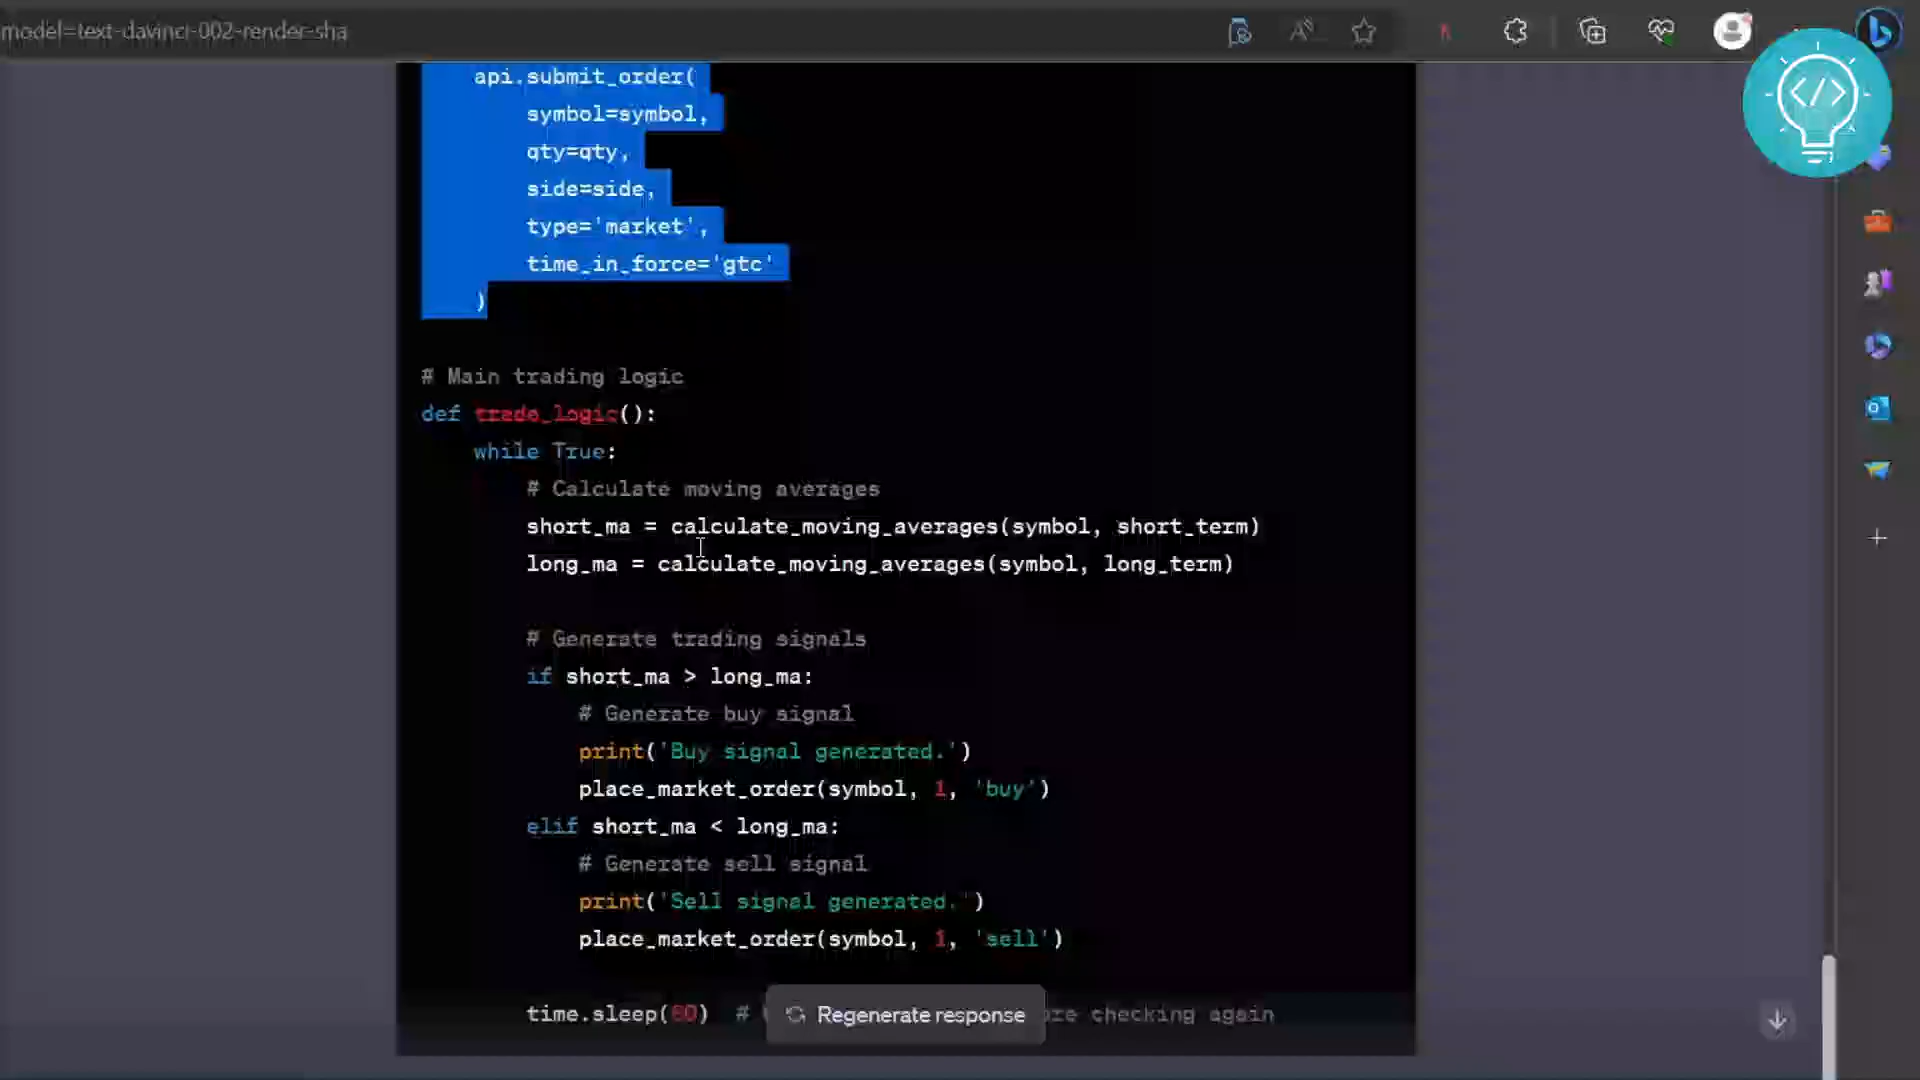 model=text-davinci-002-render-sha
api.submit_order(
symbol=symbol,
qty=qty,
side=side,
type='market',
time_in_force='gtc'
)
# Main trading logic
def trade_logic():
while True:
# Calculate moving averages
short_ma = calculate_moving_averages(symbol, short_term)
long_ma = calculate_moving_averages(symbol, long_term)
# Generate trading signals
if short_ma > long_ma:
# Generate buy signal
print('Buy signal generated.')
place_market_order(symbol, 1, 'buy')
elif short_ma < long_ma:
# Generate sell signal
print('Sell signal generated.')
place_market_order(symbol, 1, 'sell')
time.sleep(60) # checking again
Regenerate response